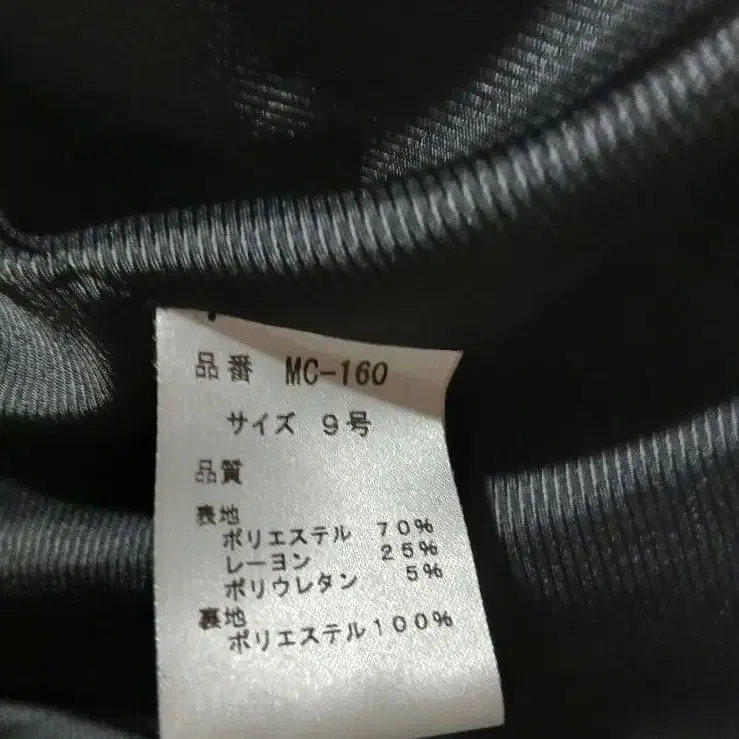 品番 MC-160
サイズ 9号
品質
表地
ポリエステル 70%
レーヨン 25%
ポリウレタン 5%
裏地
ポリエステル100%